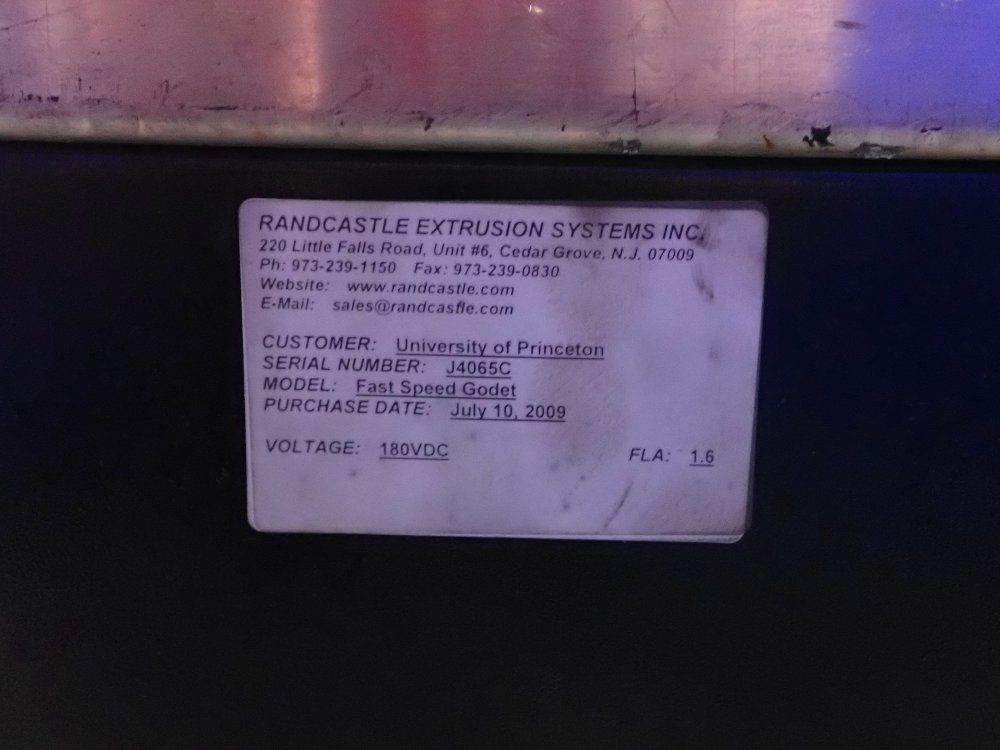 RANDCASTLE EXTRUSION SYSTEMS INC.
220 Little Falls Road, Unit #6, Cedar Grove, N.J. 07009
Ph: 973-239-1150 Fax: 973-239-0830
Website: www.randcastle.com
E-Mail: sales@randcastle.com
CUSTOMER: University of Princeton
SERIAL NUMBER: J4065C
MODEL: Fast Speed Godet
PURCHASE DATE: July 10, 2009
VOLTAGE: 180VDC FLA: 1.6